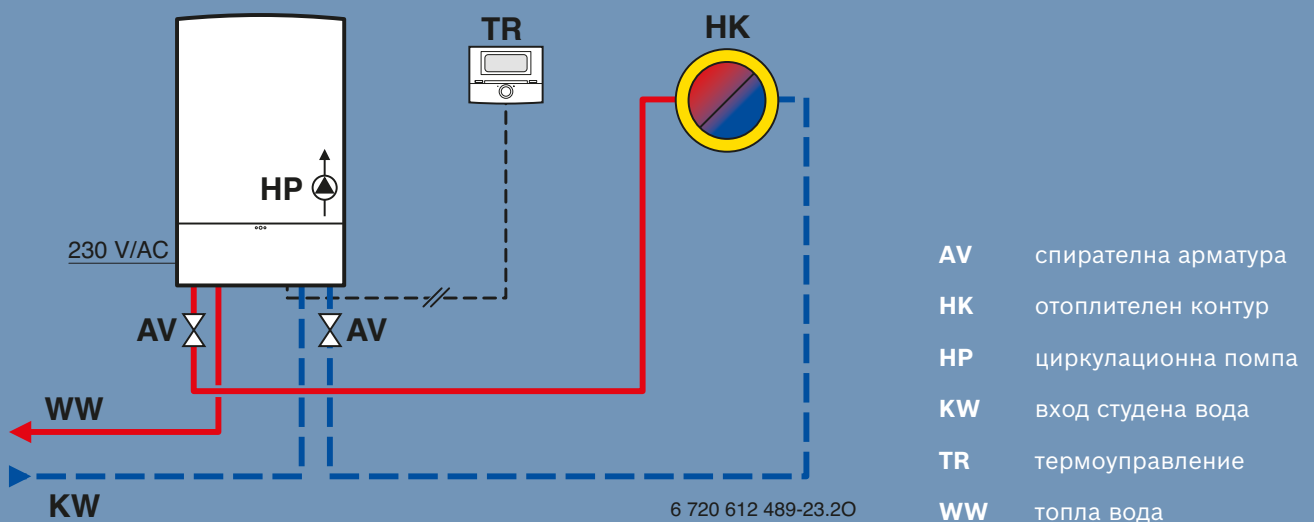 TR
HK
HP
230 V/AC
AV
AV
WW
KW
6 720 612 489-23.2O
AV спирателна арматура
HK отоплителен контур
HP циркулационна помпа
KW вход студена вода
TR термоуправление
WW топла вода